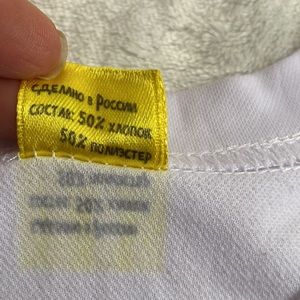 Сделано в России
Состав: 50% хлопок
50% полиэстер